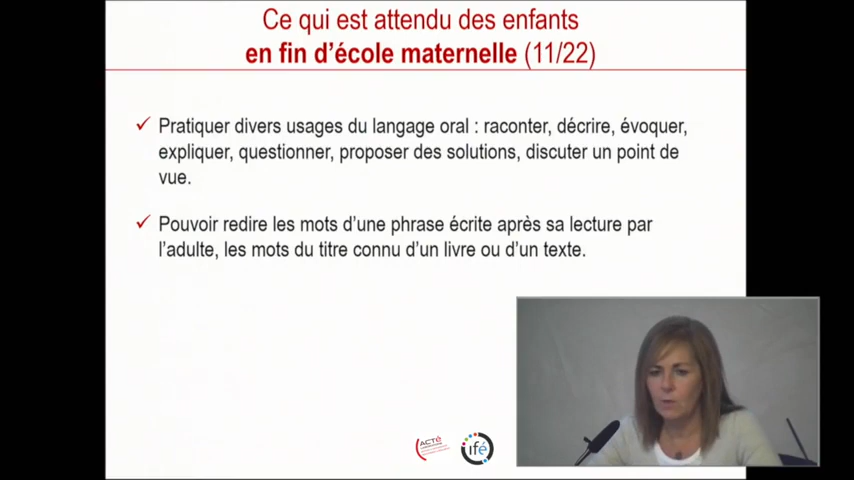 Ce qui est attendu des enfants
en fin d’école maternelle (11/22)
✓ Pratiquer divers usages du langage oral : raconter, décrire, évoquer,
expliquer, questionner, proposer des solutions, discuter un point de
vue.
✓ Pouvoir redire les mots d’une phrase écrite après sa lecture par
l’adulte, les mots du titre connu d’un livre ou d’un texte.
ACTé
ifé